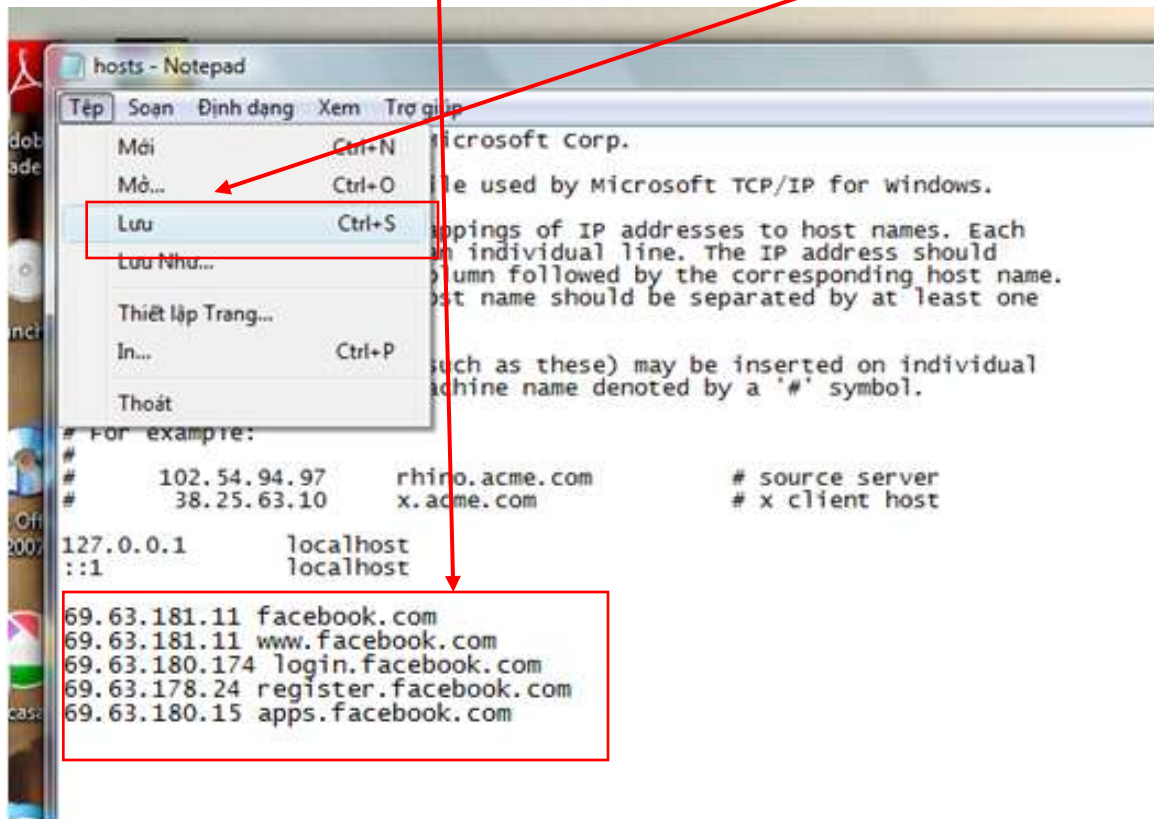 hosts - Notepad
Tệp Soạn Định dạng Xem Trợ giúp
Mới Ctrl+N
Mở... Ctrl+O
Lưu Ctrl+S
Lưu Như...
Thiết lập Trang...
In... Ctrl+P
Thoát
icrosoft Corp.
le used by Microsoft TCP/IP for Windows.
appings of IP addresses to host names. Each
an individual line. The IP address should
lumn followed by the corresponding host name.
ost name should be separated by at least one
such as these) may be inserted on individual
achine name denoted by a '#' symbol.
# For example:
#
# 102.54.94.97 rhino.acme.com # source server
# 38.25.63.10 x.acme.com # x client host
127.0.0.1 localhost
::1 localhost
69.63.181.11 facebook.com
69.63.181.11 www.facebook.com
69.63.180.174 login.facebook.com
69.63.178.24 register.facebook.com
69.63.180.15 apps.facebook.com